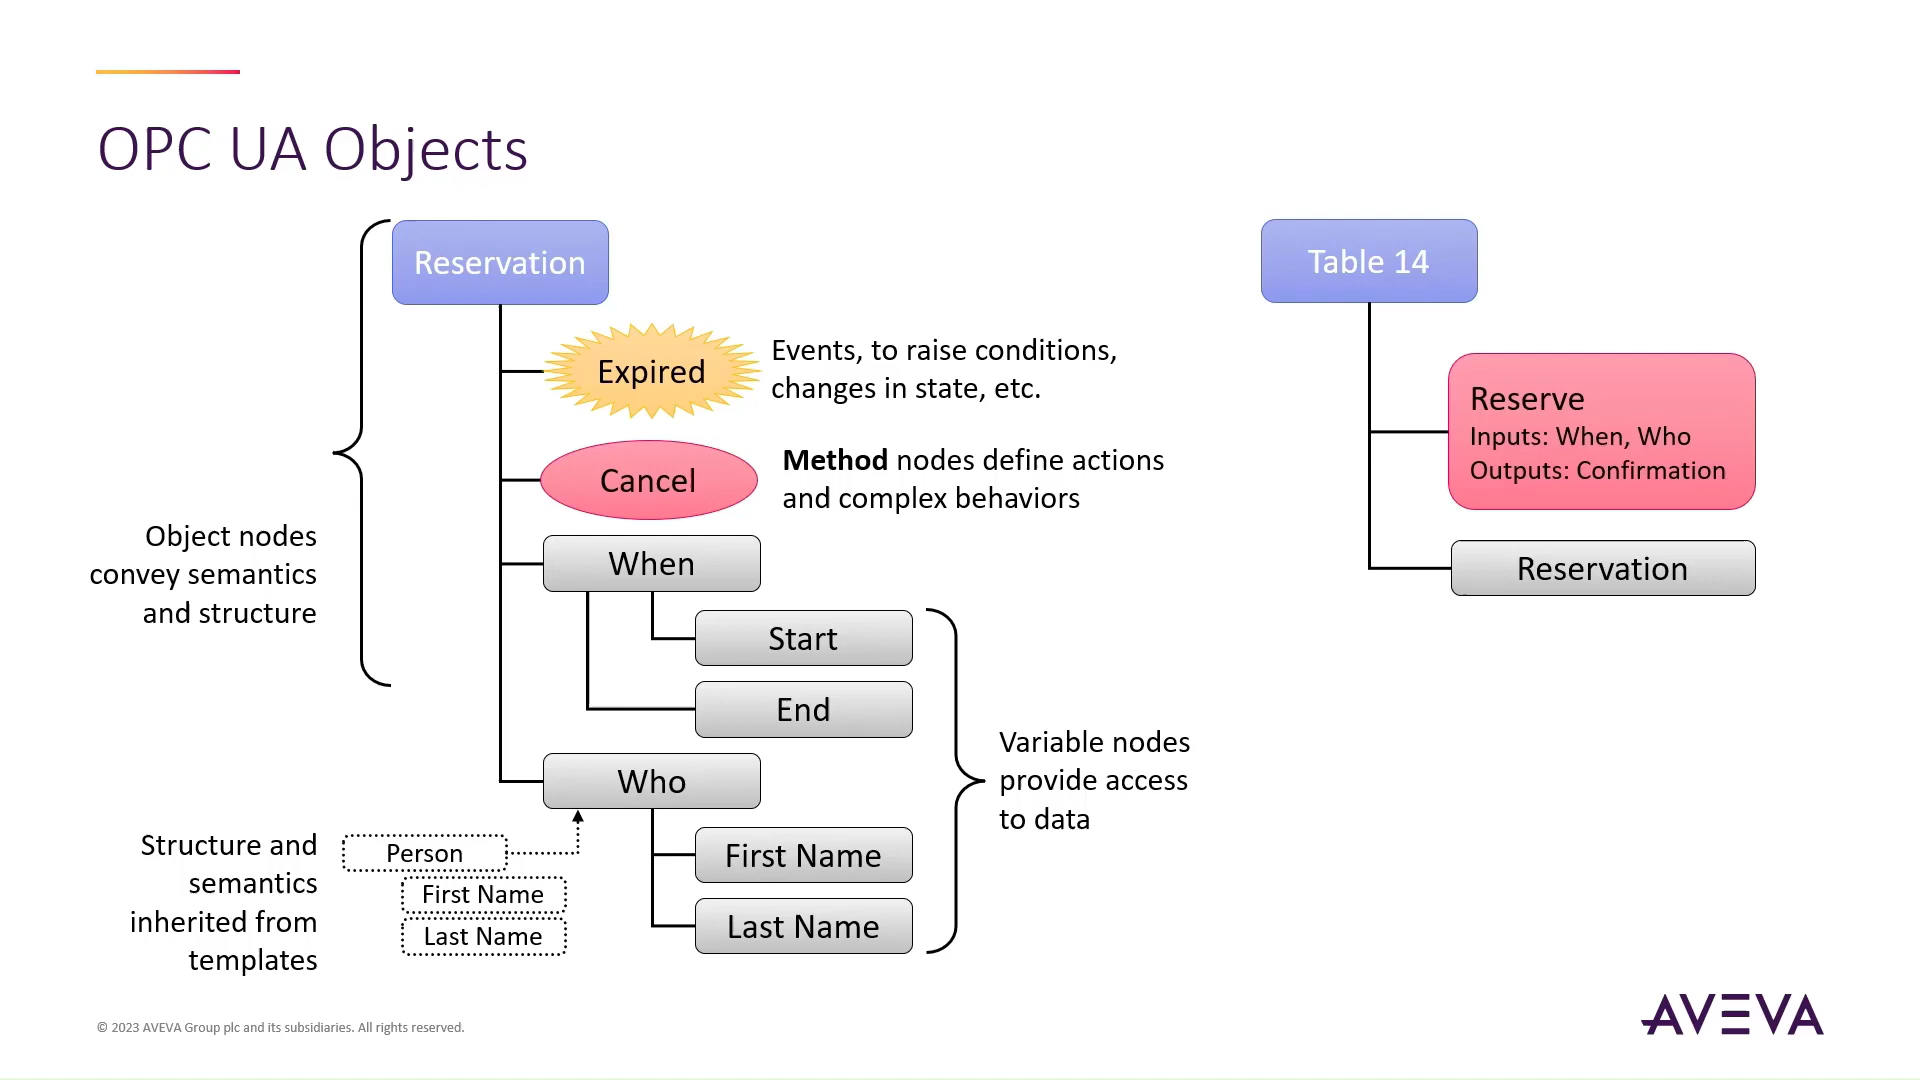 OPC UA Objects
Reservation
Expired
Events, to raise conditions,
changes in state, etc.
Cancel
Method nodes define actions
and complex behaviors
Object nodes
convey semantics
and structure
When
Start
End
Who
First Name
Last Name
Variable nodes
provide access
to data
Structure and
semantics
inherited from
templates
Person
First Name
Last Name
Table 14
Reserve
Inputs: When, Who
Outputs: Confirmation
Reservation
© 2023 AVEVA Group plc and its subsidiaries. All rights reserved.
AVEVA